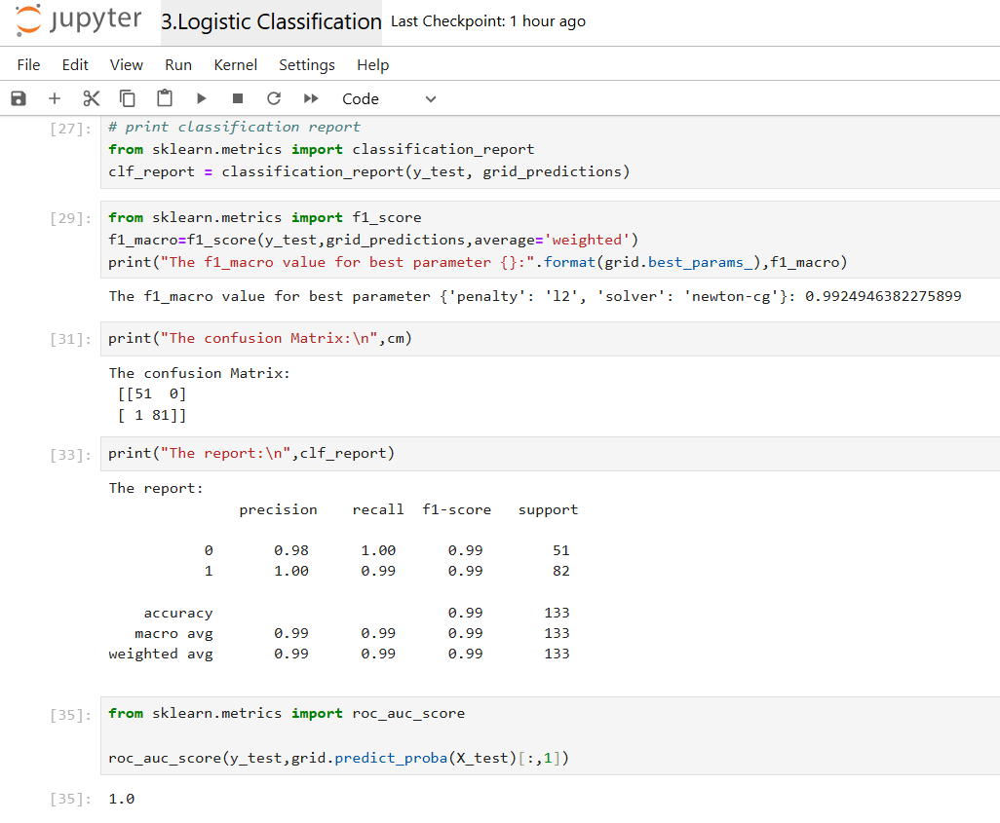 jupyter 3.Logistic Classification Last Checkpoint: 1 hour ago
File Edit View Run Kernel Settings Help
Code
[27]: # print classification report
from sklearn.metrics import classification_report
clf_report = classification_report(y_test, grid_predictions)
[29]: from sklearn.metrics import f1_score
f1_macro=f1_score(y_test,grid_predictions,average='weighted')
print("The f1_macro value for best parameter {}:".format(grid.best_params_),f1_macro)
The f1_macro value for best parameter {'penalty': 'l2', 'solver': 'newton-cg'}: 0.9924946382275899
[31]: print("The confusion Matrix:\n",cm)
The confusion Matrix:
[[51  0]
[ 1 81]]
[33]: print("The report:\n",clf_report)
The report:
precision recall f1-score support
0 0.98 1.00 0.99 51
1 1.00 0.99 0.99 82
accuracy 0.99 133
macro avg 0.99 0.99 0.99 133
weighted avg 0.99 0.99 0.99 133
[35]: from sklearn.metrics import roc_auc_score
roc_auc_score(y_test,grid.predict_proba(X_test)[:,1])
[35]: 1.0